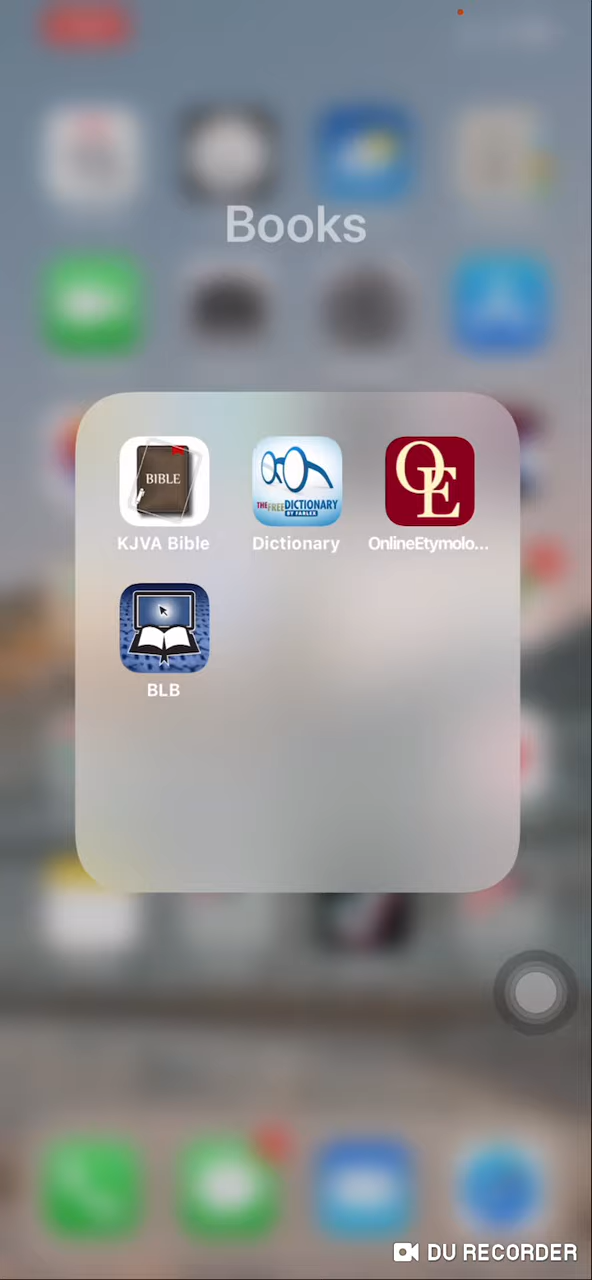 Books
BIBLE
THE FREE DICTIONARY
BY FARLEX
OE
KJVA Bible
Dictionary
OnlineEtymolo...
BLB
DU RECORDER